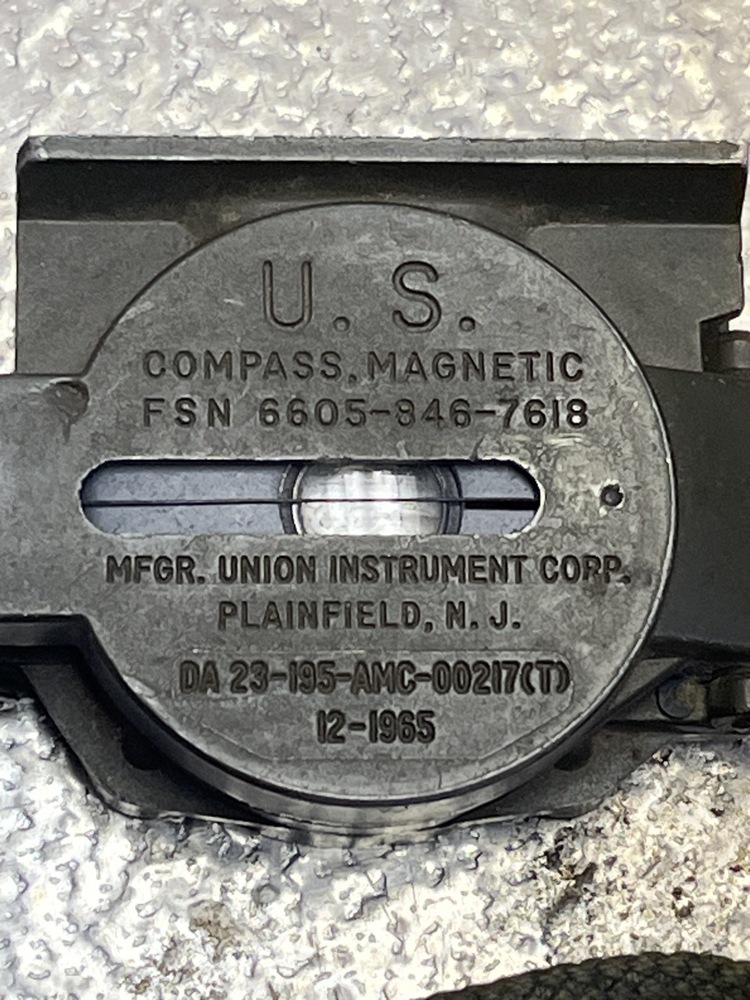 U. S.
COMPASS, MAGNETIC
FSN 6605-846-7618
MFGR. UNION INSTRUMENT CORP.
PLAINFIELD, N. J.
DA 23-195-AMC-00217(T)
12-1965